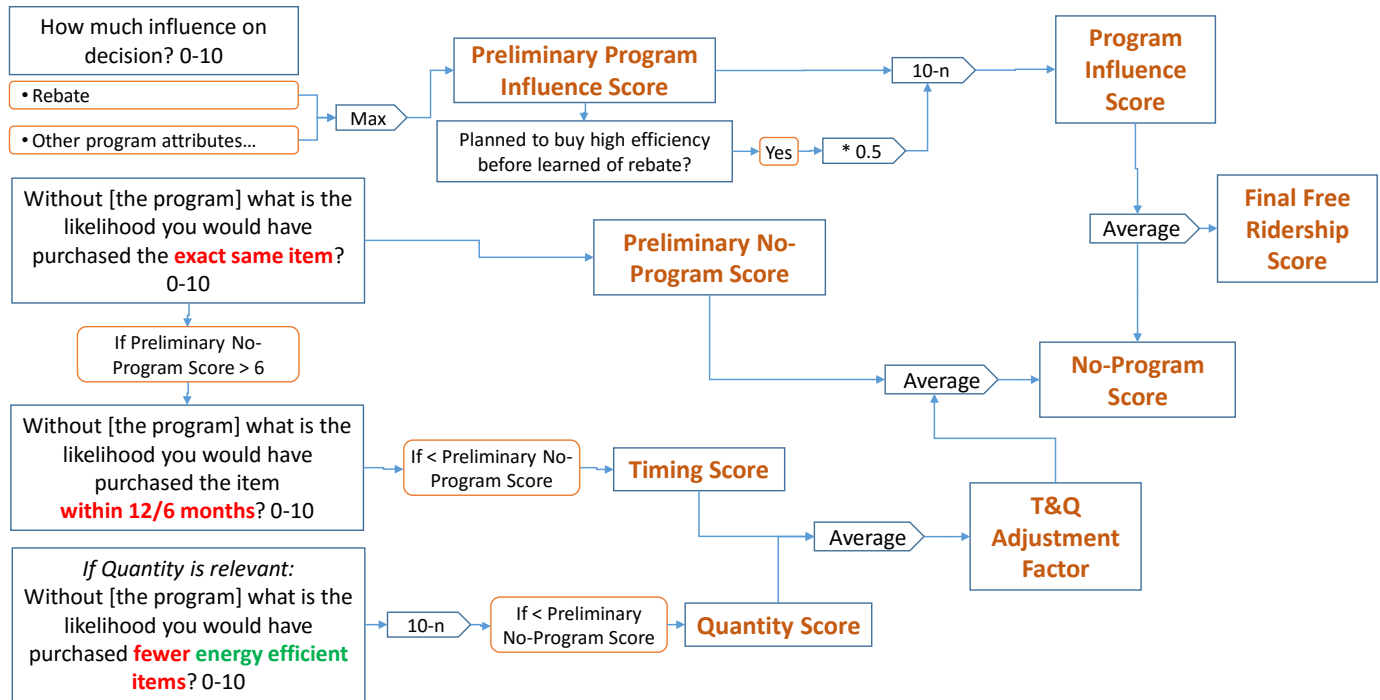 How much influence on
decision? 0-10
• Rebate
• Other program attributes…
Max
Preliminary Program
Influence Score
Planned to buy high efficiency
before learned of rebate?
Yes
* 0.5
10-n
Program
Influence
Score
Without [the program] what is the
likelihood you would have
purchased the exact same item?
0-10
Preliminary No-
Program Score
Average
Final Free
Ridership
Score
If Preliminary No-
Program Score > 6
Average
No-Program
Score
Without [the program] what is the
likelihood you would have
purchased the item
within 12/6 months? 0-10
If < Preliminary No-
Program Score
Timing Score
Average
T&Q
Adjustment
Factor
If Quantity is relevant:
Without [the program] what is the
likelihood you would have
purchased fewer energy efficient
items? 0-10
10-n
If < Preliminary
No-Program Score
Quantity Score